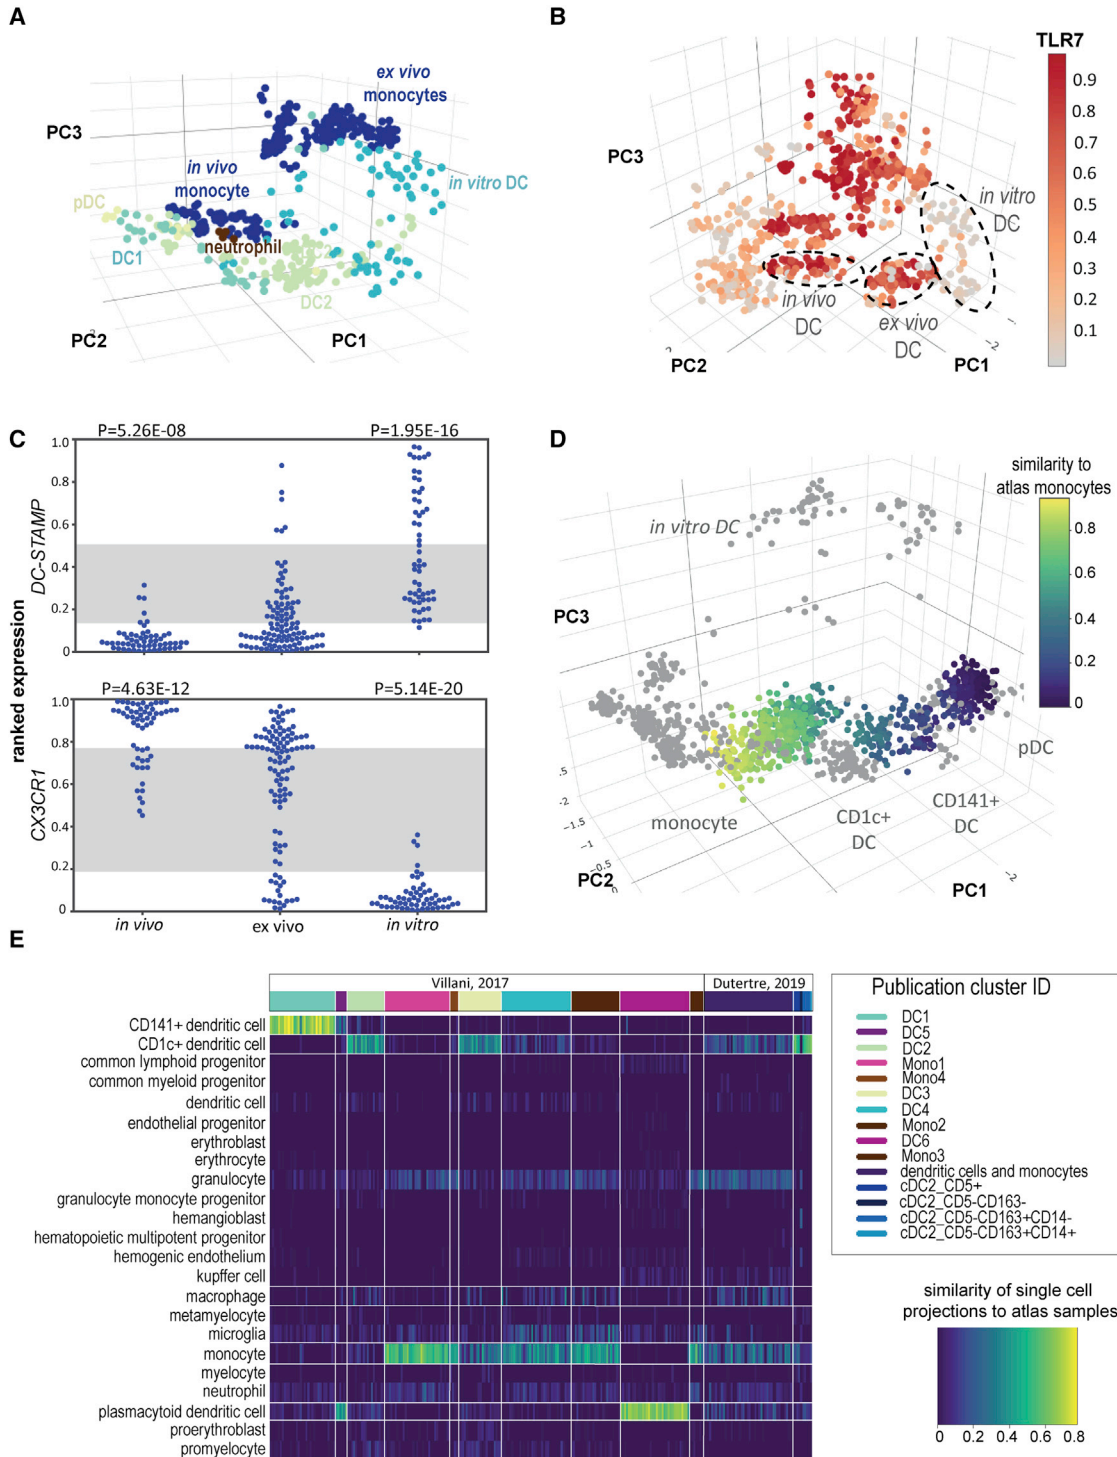 A
ex vivo
monocytes
PC3
in vivo
monocyte
in vitro DC
pDC
neutrophil
DC1
DC2
PC2
PC1
B
TLR7
0.9
0.8
0.7
0.6
0.5
0.4
0.3
0.2
0.1
PC3
in vitro
DC
in vivo
DC
ex vivo
DC
-2
PC2
PC1
C
P=5.26E-08
P=1.95E-16
1.0
0.8
0.6
0.4
0.2
0
DC-STAMP
ranked expression
P=4.63E-12
P=5.14E-20
1.0
0.8
0.6
0.4
0.2
0
CX3CR1
in vivo
ex vivo
in vitro
D
similarity to
atlas monocytes
0.8
0.6
0.4
0.2
0
in vitro DC
PC3
pDC
CD141+
DC
CD1c+
DC
monocyte
.5
-2
-1.5
-1
-0.5
0
-2
PC2
PC1
E
Villani, 2017
Dutertre, 2019
CD141+ dendritic cell
CD1c+ dendritic cell
common lymphoid progenitor
common myeloid progenitor
dendritic cell
endothelial progenitor
erythroblast
erythrocyte
granulocyte
granulocyte monocyte progenitor
hemangioblast
hematopoietic multipotent progenitor
hemogenic endothelium
kupffer cell
macrophage
metamyelocyte
microglia
monocyte
myelocyte
neutrophil
plasmacytoid dendritic cell
proerythroblast
promyelocyte
Publication cluster ID
DC1
DC5
DC2
Mono1
Mono4
DC3
DC4
Mono2
DC6
Mono3
dendritic cells and monocytes
cDC2_CD5+
cDC2_CD5-CD163-
cDC2_CD5-CD163+CD14-
cDC2_CD5-CD163+CD14+
similarity of single cell
projections to atlas samples
0
0.2
0.4
0.6
0.8